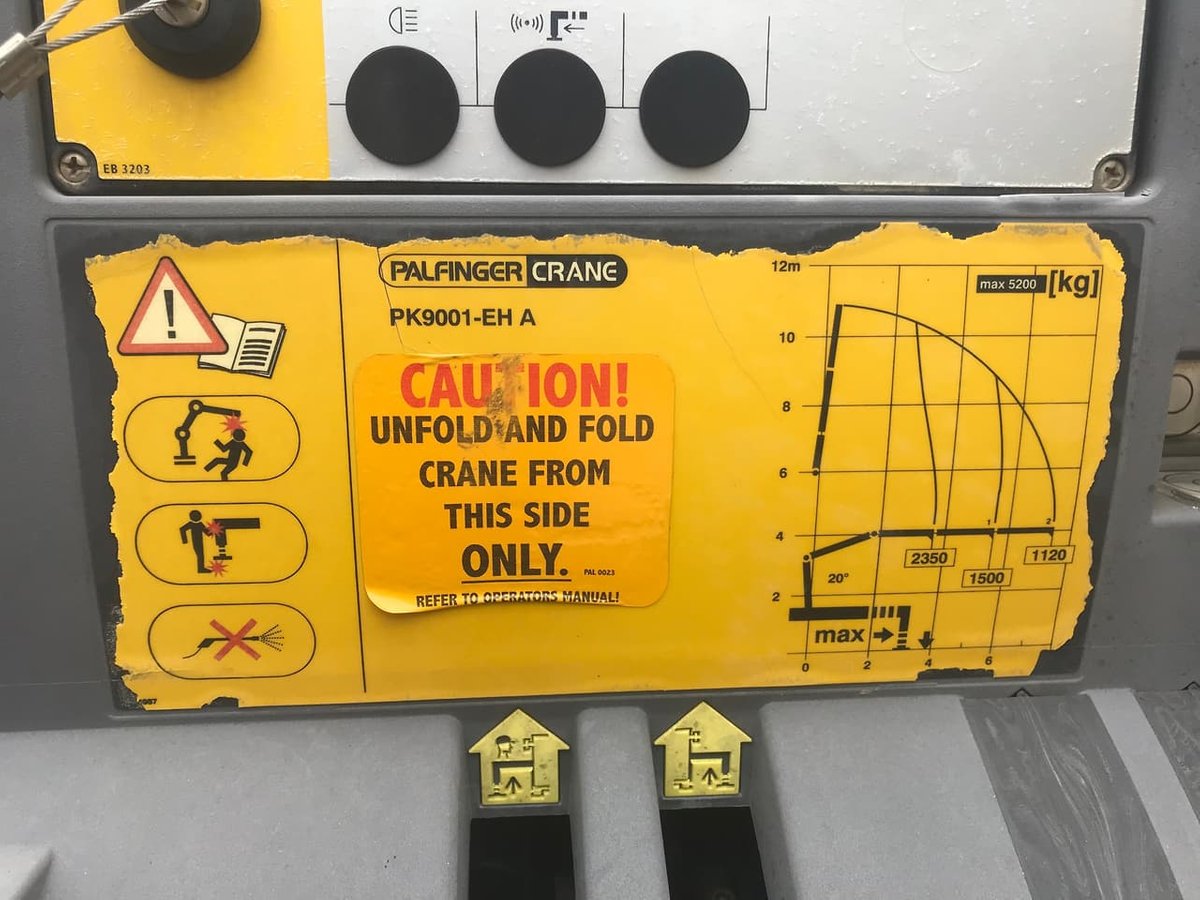 EB 3203
PALFINGER CRANE
PK9001-EH A
CAUTION!
UNFOLD AND FOLD
CRANE FROM
THIS SIDE
ONLY.
PAL 0023
REFER TO OPERATORS MANUAL!
12m
max 5200 [kg]
10
8
6
4
1
2
2350
1500
1120
20°
2
max
0
2
4
6